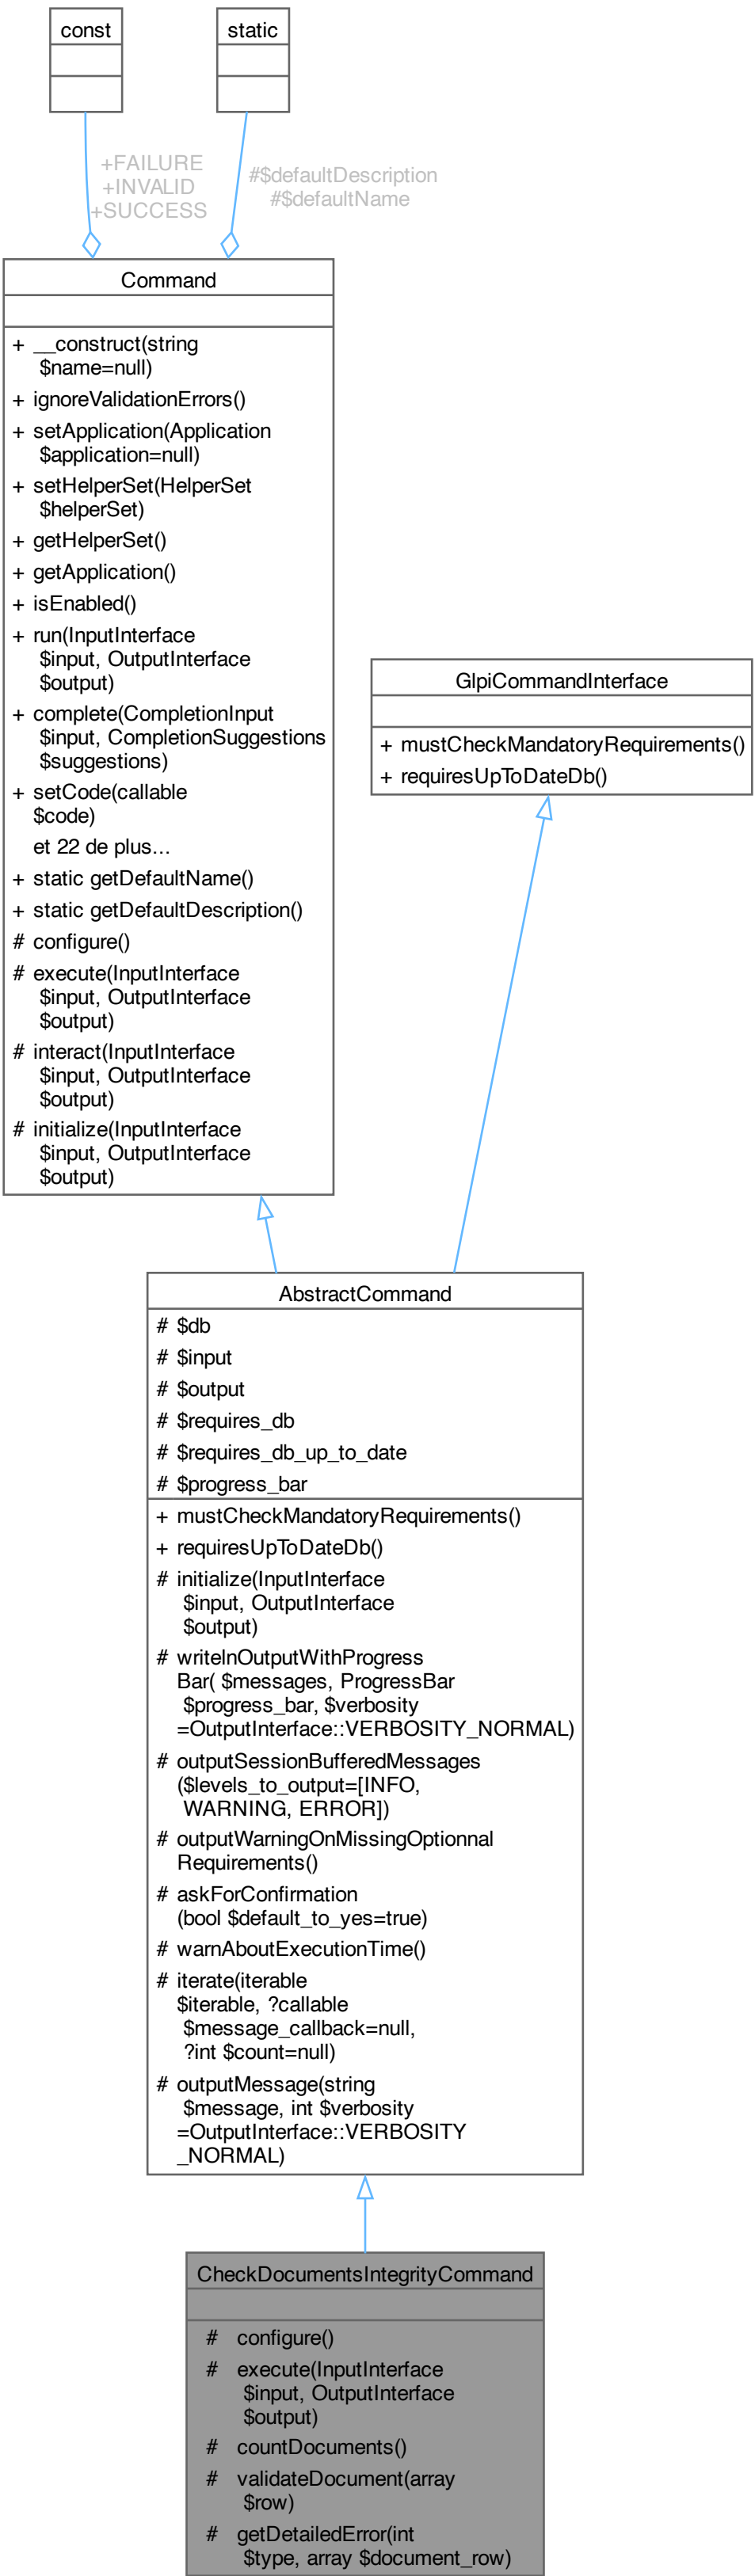 const
static
+FAILURE
+INVALID
+SUCCESS
#$defaultDescription
#$defaultName
Command
+ __construct(string
$name=null)
+ ignoreValidationErrors()
+ setApplication(Application
$application=null)
+ setHelperSet(HelperSet
$helperSet)
+ getHelperSet()
+ getApplication()
+ isEnabled()
+ run(InputInterface
$input, OutputInterface
$output)
+ complete(CompletionInput
$input, CompletionSuggestions
$suggestions)
+ setCode(callable
$code)
et 22 de plus...
+ static getDefaultName()
+ static getDefaultDescription()
# configure()
# execute(InputInterface
$input, OutputInterface
$output)
# interact(InputInterface
$input, OutputInterface
$output)
# initialize(InputInterface
$input, OutputInterface
$output)
GlpiCommandInterface
+ mustCheckMandatoryRequirements()
+ requiresUpToDateDb()
AbstractCommand
# $db
# $input
# $output
# $requires_db
# $requires_db_up_to_date
# $progress_bar
+ mustCheckMandatoryRequirements()
+ requiresUpToDateDb()
# initialize(InputInterface
$input, OutputInterface
$output)
# writelnOutputWithProgress
Bar( $messages, ProgressBar
$progress_bar, $verbosity
=OutputInterface::VERBOSITY_NORMAL)
# outputSessionBufferedMessages
($levels_to_output=[INFO,
WARNING, ERROR])
# outputWarningOnMissingOptionnal
Requirements()
# askForConfirmation
(bool $default_to_yes=true)
# warnAboutExecutionTime()
# iterate(iterable
$iterable, ?callable
$message_callback=null,
?int $count=null)
# outputMessage(string
$message, int $verbosity
=OutputInterface::VERBOSITY
_NORMAL)
CheckDocumentsIntegrityCommand
# configure()
# execute(InputInterface
$input, OutputInterface
$output)
# countDocuments()
# validateDocument(array
$row)
# getDetailedError(int
$type, array $document_row)